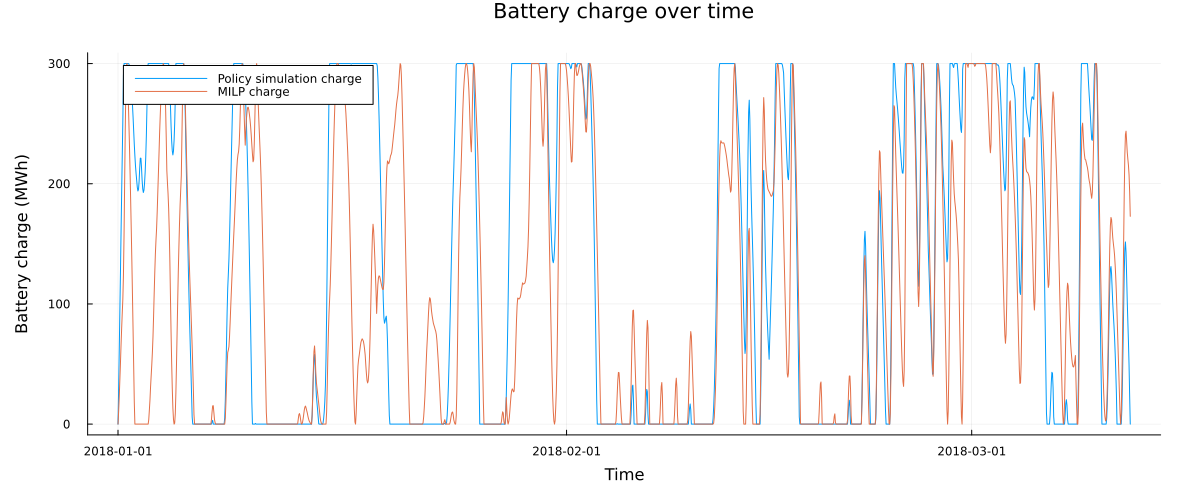 Battery charge over time
Policy simulation charge
MILP charge
Battery charge (MWh)
300
200
100
0
2018-01-01
2018-02-01
2018-03-01
Time